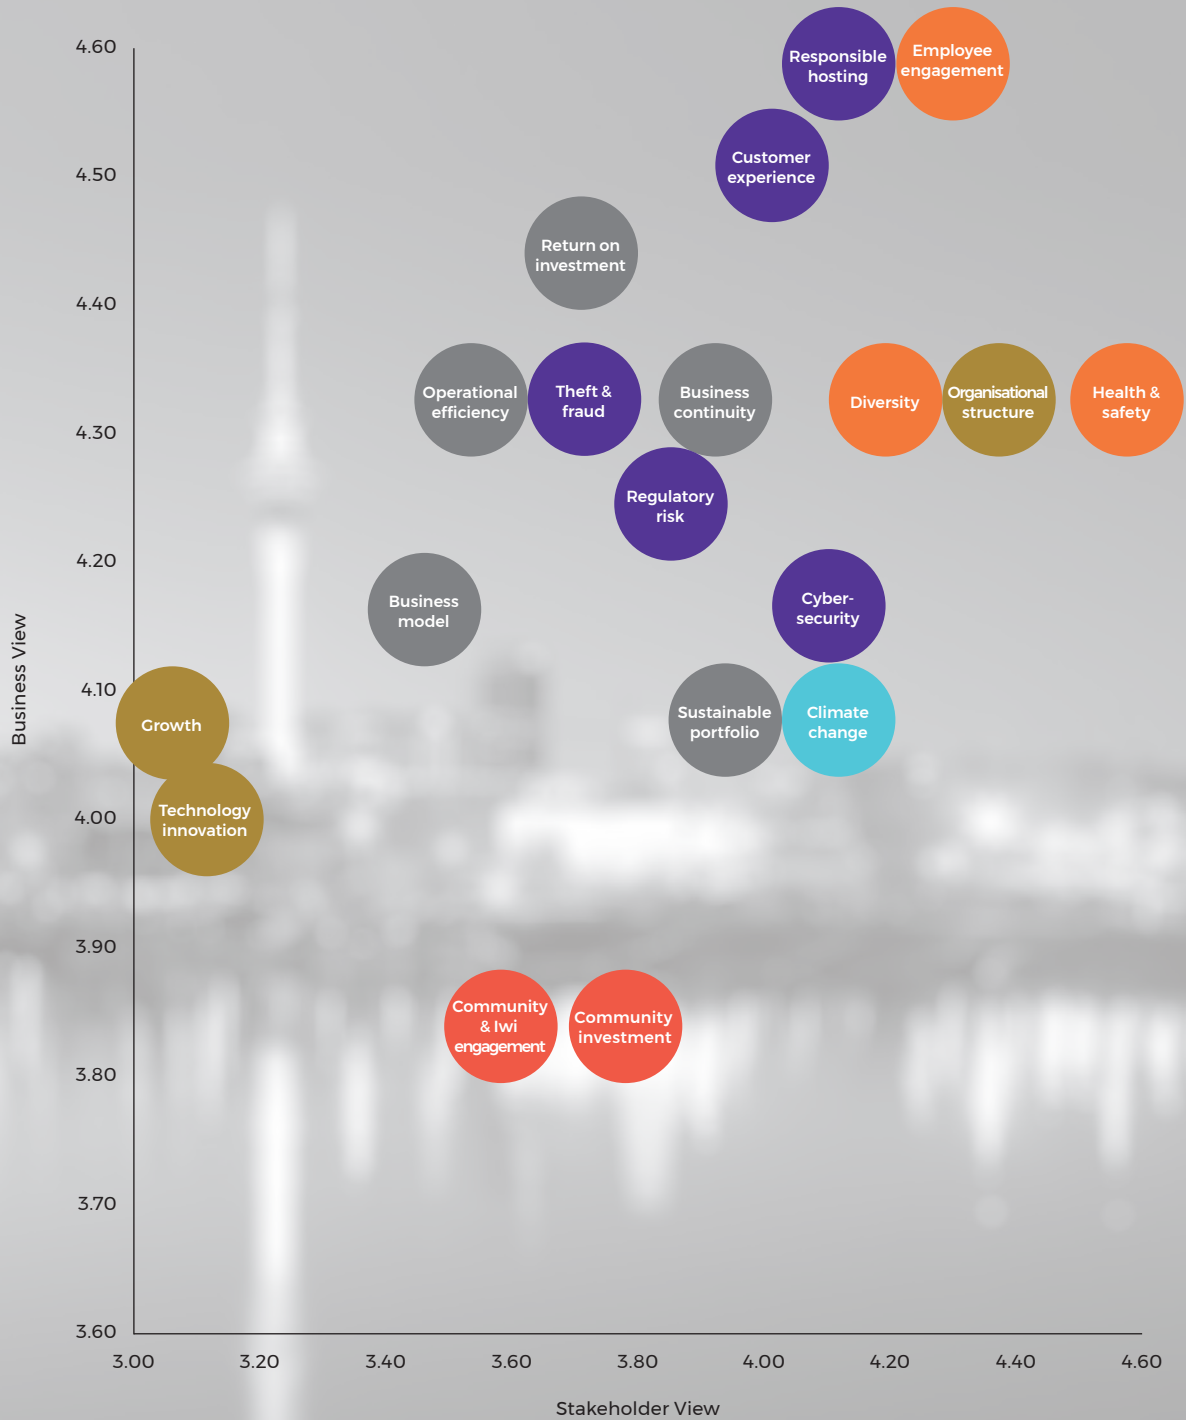 4.60
4.50
4.40
4.30
4.20
4.10
4.00
3.90
3.80
3.70
3.60
Business View
Responsible
hosting
Employee
engagement
Customer
experience
Return on
investment
Operational
efficiency
Theft &
fraud
Business
continuity
Diversity
Organisational
structure
Health &
safety
Regulatory
risk
Business
model
Cyber-
security
Growth
Sustainable
portfolio
Climate
change
Technology
innovation
Community
& Iwi
engagement
Community
investment
3.00
3.20
3.40
3.60
3.80
4.00
4.20
4.40
4.60
Stakeholder View